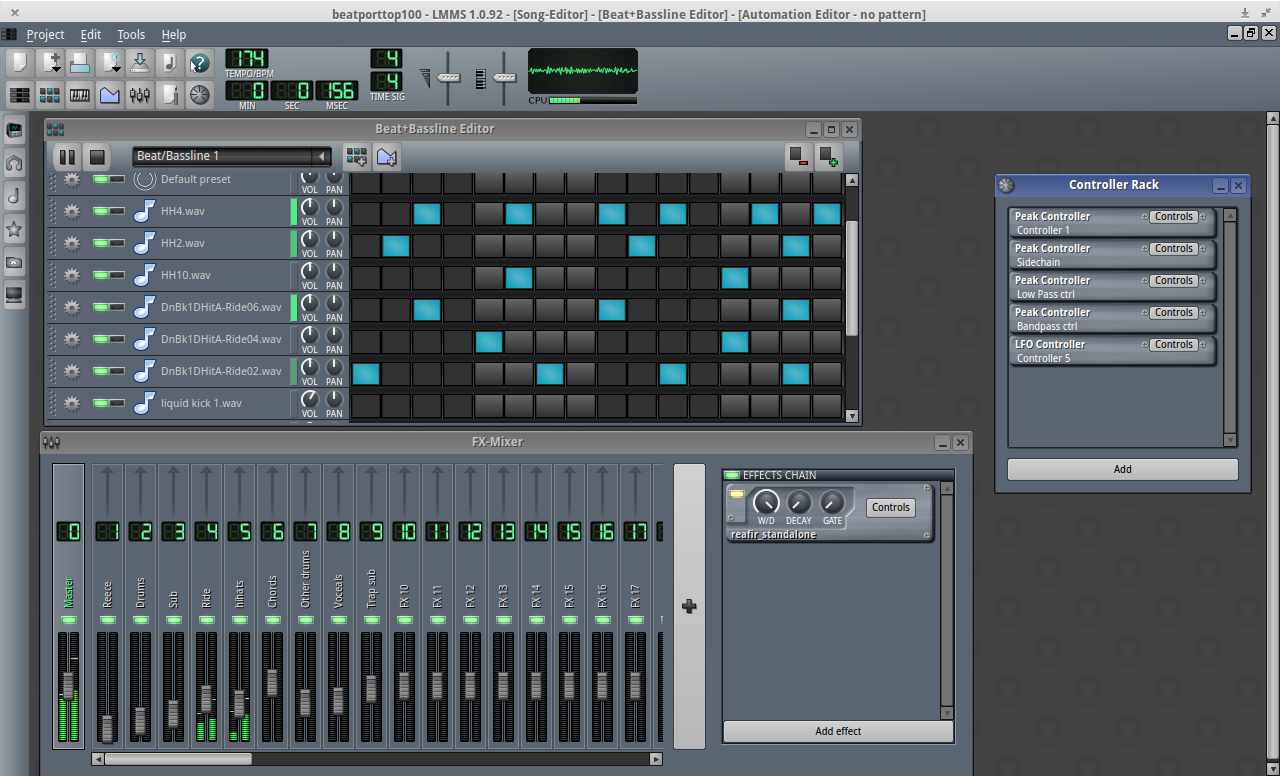 beatporttop100 - LMMS 1.0.92 - [Song-Editor] - [Beat+Bassline Editor] - [Automation Editor - no pattern]
Project Edit Tools Help
174
TEMPO/BPM
0 0 156
MIN SEC MSEC
4
4
TIME SIG
CPU
Beat+Bassline Editor
Beat/Bassline 1
Default preset
VOL PAN
HH4.wav
VOL PAN
HH2.wav
VOL PAN
HH10.wav
VOL PAN
DnBk1DHitA-Ride06.wav
VOL PAN
DnBk1DHitA-Ride04.wav
VOL PAN
DnBk1DHitA-Ride02.wav
VOL PAN
liquid kick 1.wav
VOL PAN
Controller Rack
Peak Controller Controls
Controller 1
Peak Controller Controls
Sidechain
Peak Controller Controls
Low Pass ctrl
Peak Controller Controls
Bandpass ctrl
LFO Controller Controls
Controller 5
Add
FX-Mixer
0 1 2 3 4 5 6 7 8 9 10 11 12 13 14 15 16 17
Master
Reece
Drums
Sub
Ride
hihats
Chords
Other drums
Vocals
Trap sub
FX 10
FX 11
FX 12
FX 13
FX 14
FX 15
FX 16
FX 17
EFFECTS CHAIN
W/D DECAY GATE
Controls
reafir_standalone
Add effect